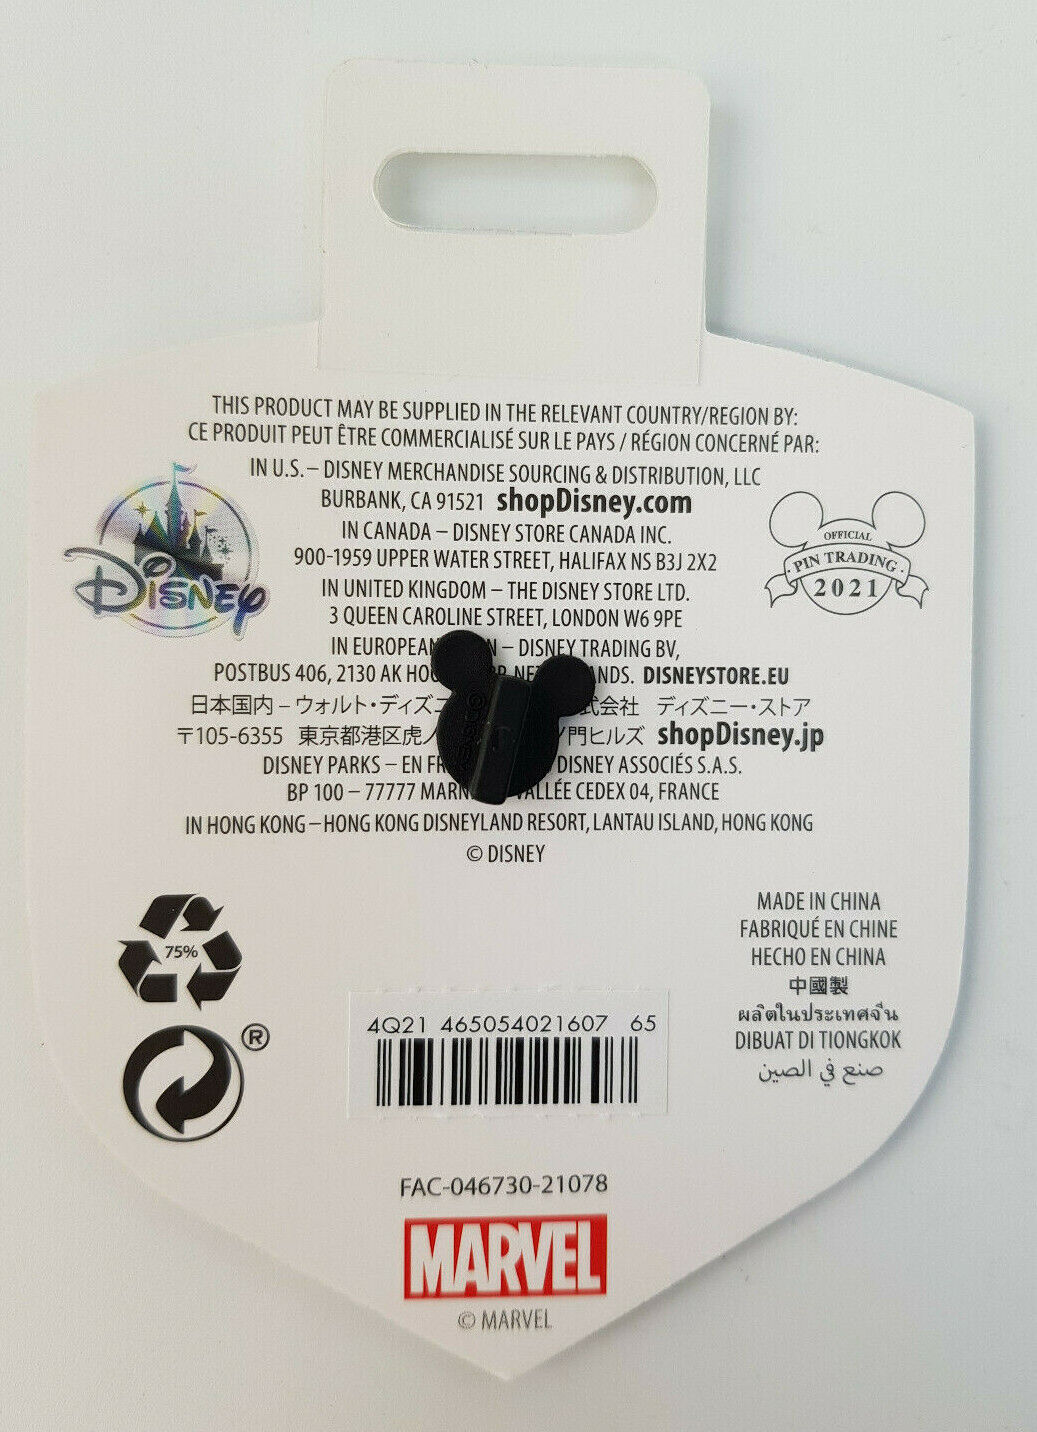 THIS PRODUCT MAY BE SUPPLIED IN THE RELEVANT COUNTRY/REGION BY:
CE PRODUIT PEUT ÊTRE COMMERCIALISÉ SUR LE PAYS / RÉGION CONCERNÉ PAR:
IN U.S. – DISNEY MERCHANDISE SOURCING & DISTRIBUTION, LLC
BURBANK, CA 91521 shopDisney.com
IN CANADA – DISNEY STORE CANADA INC.
900-1959 UPPER WATER STREET, HALIFAX NS B3J 2X2
IN UNITED KINGDOM – THE DISNEY STORE LTD.
3 QUEEN CAROLINE STREET, LONDON W6 9PE
IN EUROPEAN – DISNEY TRADING BV,
POSTBUS 406, 2130 AK DISNEYSTORE.EU
日本国内 – ウォルト・ディズ 式会社 ディズニー・ストア
〒105-6355 東京都港区虎ノ ノ門ヒルズ shopDisney.jp
DISNEY PARKS – EN DISNEY ASSOCIÉS S.A.S.
BP 100 – 77777 VALLÉE CEDEX 04, FRANCE
IN HONG KONG – HONG KONG DISNEYLAND RESORT, LANTAU ISLAND, HONG KONG
© DISNEY
DISNEY
OFFICIAL
· PIN TRADING ·
2021
75%
®
MADE IN CHINA
FABRIQUÉ EN CHINE
HECHO EN CHINA
中國製
ผลิตในประเทศจีน
DIBUAT DI TIONGKOK
صنع في الصين
4Q21 465054021607 65
FAC-046730-21078
MARVEL
© MARVEL